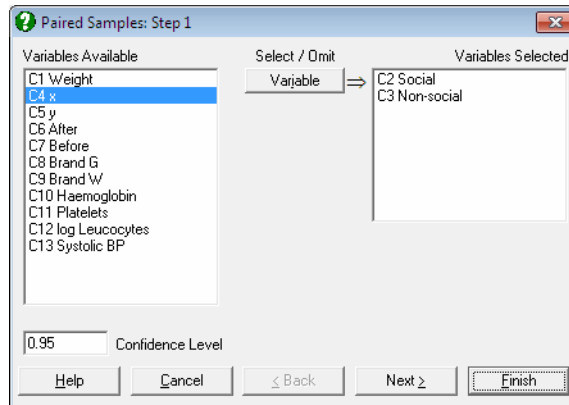 Paired Samples: Step 1
Variables Available
Select / Omit
Variables Selected
Variable
C1 Weight
C4 x
C5 y
C6 After
C7 Before
C8 Brand G
C9 Brand W
C10 Haemoglobin
C11 Platelets
C12 log Leucocytes
C13 Systolic BP
C2 Social
C3 Non-social
0.95 Confidence Level
Help Cancel < Back Next > Finish